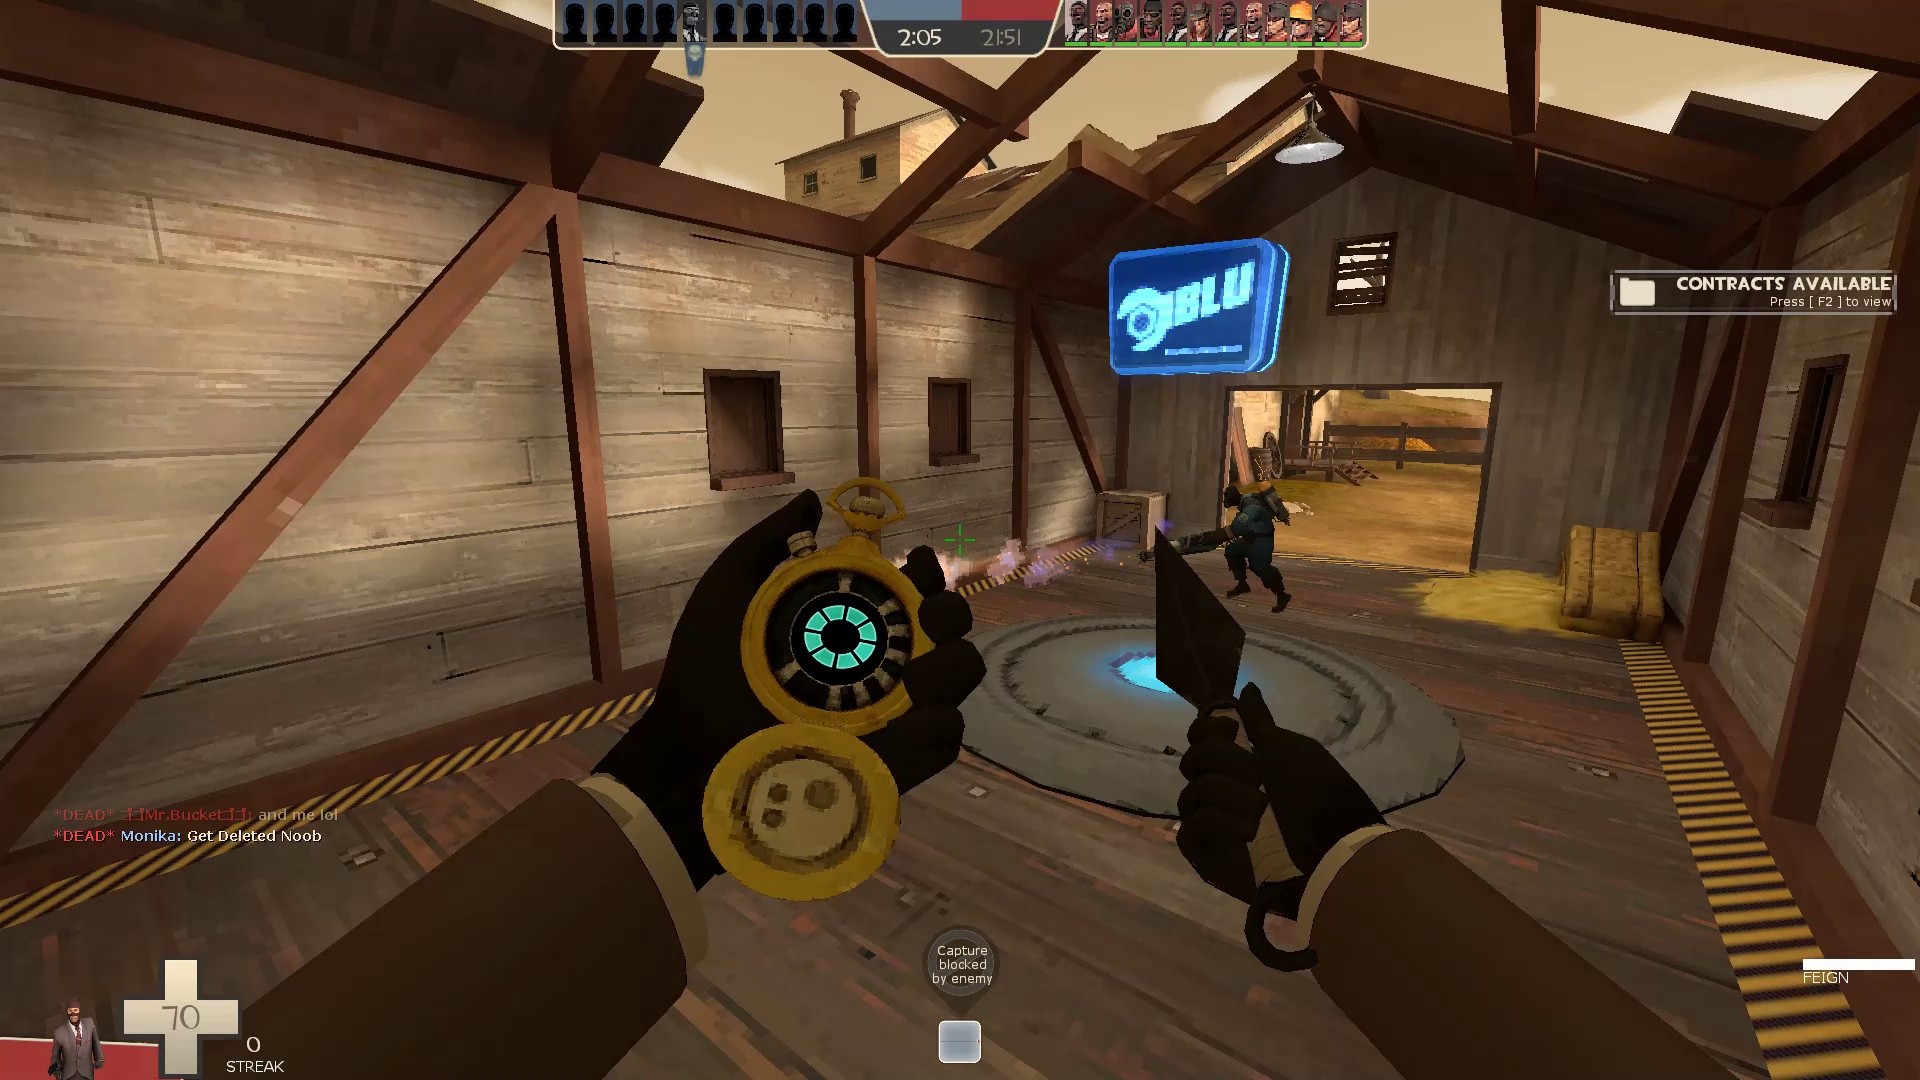 2:05 21:51
BLU
CONTRACTS AVAILABLE
Press [ F2 ] to view
*DEAD* Mr.Bucket: and me lol
*DEAD* Monika: Get Deleted Noob
Capture
blocked
by enemy
FEIGN
70
0
STREAK